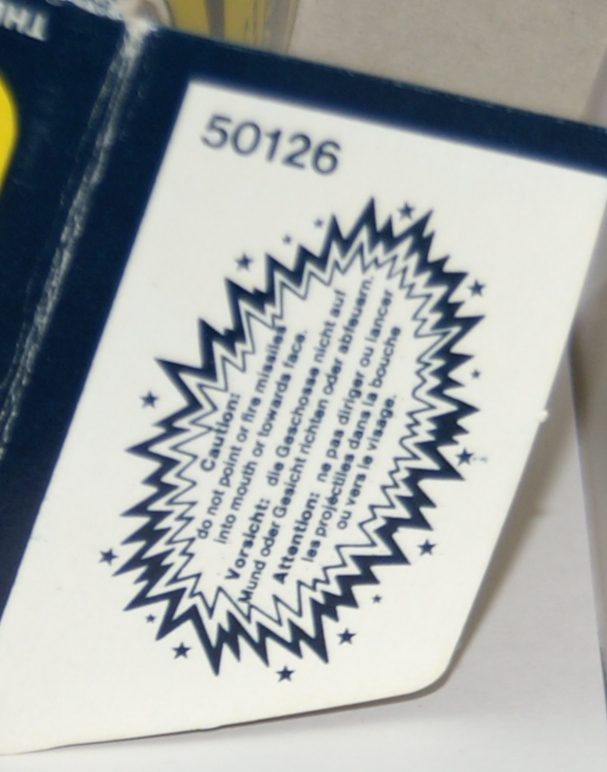 THU
50126
Caution:
do not point or fire missiles
into mouth or towards face.
Vorsicht: die Geschosse nicht auf
Mund oder Gesicht richten oder abfeuern.
Attention: ne pas diriger ou lancer
les projéctiles dans la bouche
ou vers le visage.